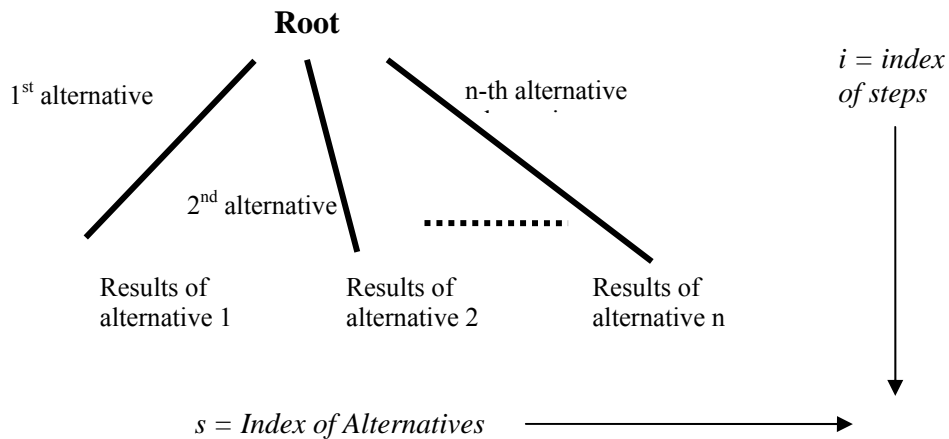 Root
1st alternative
n-th alternative
i = index
of steps
2nd alternative
Results of
alternative 1
Results of
alternative 2
Results of
alternative n
s = Index of Alternatives